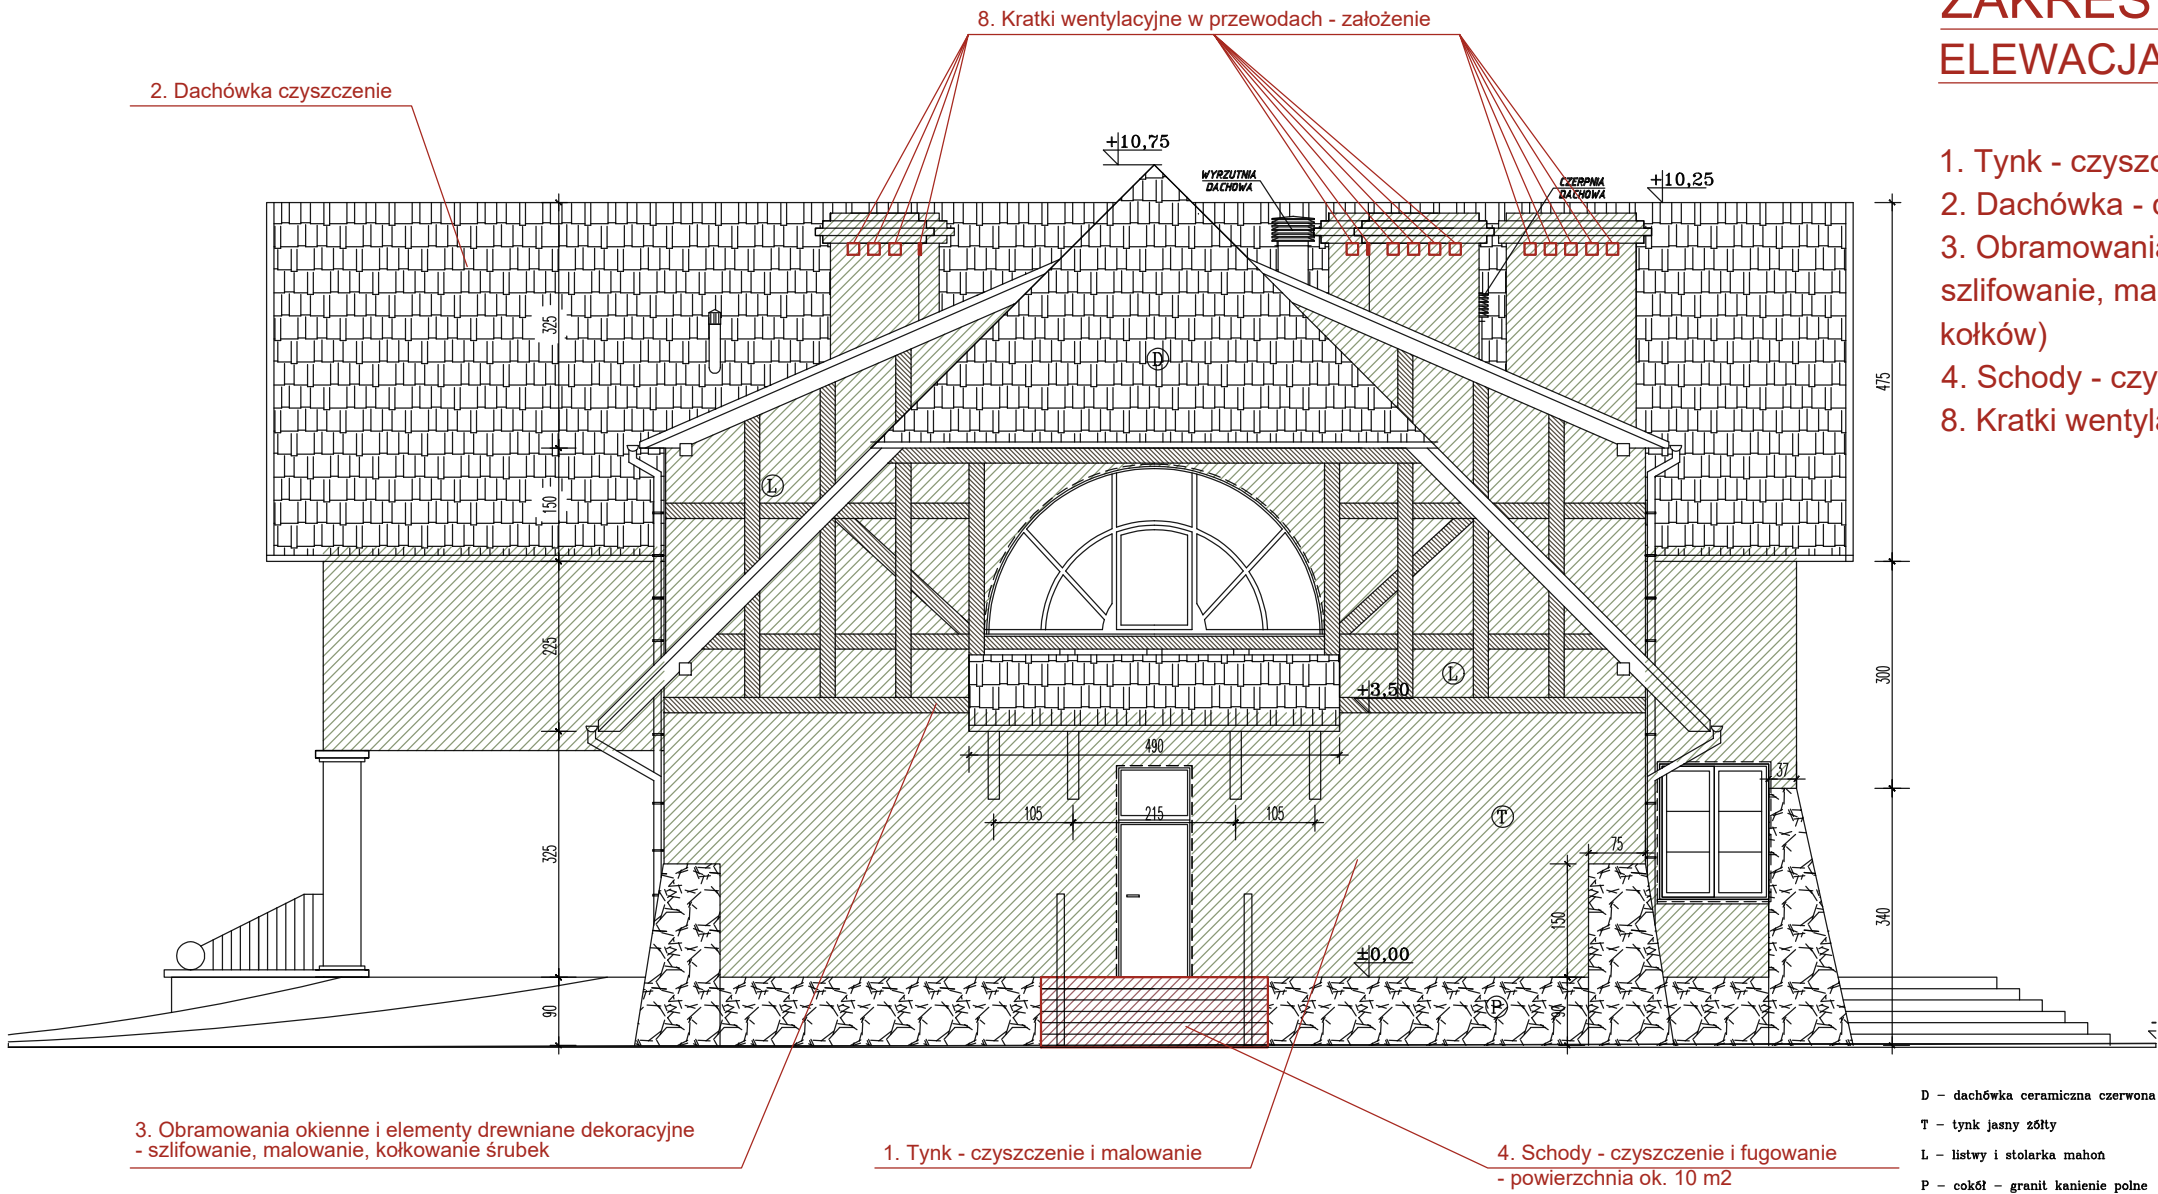 8. Kratki wentylacyjne w przewodach - założenie
ZAKRES
ELEWACJA
2. Dachówka czyszczenie
+10,75
WYRZUTNIA
DACHOWA
CZERPNIA
DACHOWA
+10,25
1. Tynk - czyszc
2. Dachówka -
3. Obramowania
szlifowanie, ma
kołków)
4. Schody - czy
8. Kratki wentyla
325
D
475
L
150
225
L
300
+3,50
490
37
105
215
105
T
75
325
150
340
±0,00
90
P
90
D - dachówka ceramiczna czerwona
T - tynk jasny żółty
L - listwy i stolarka mahoń
P - cokół - granit kanienie polne
3. Obramowania okienne i elementy drewniane dekoracyjne
- szlifowanie, malowanie, kołkowanie śrubek
1. Tynk - czyszczenie i malowanie
4. Schody - czyszczenie i fugowanie
- powierzchnia ok. 10 m2